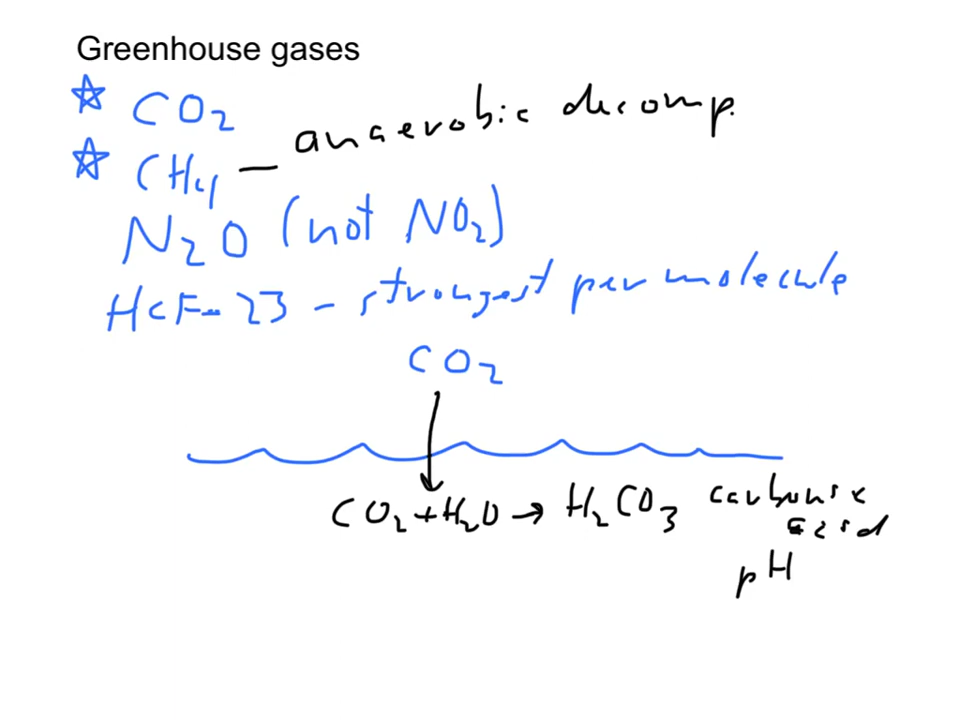 Greenhouse gases
☆ CO₂
☆ CH₄ — anaerobic decomp.
N₂O (not NO₂)
HCF-23 - strongest per molecule
CO₂
CO₂+H₂O → H₂CO₃ carbonic
acid
pH